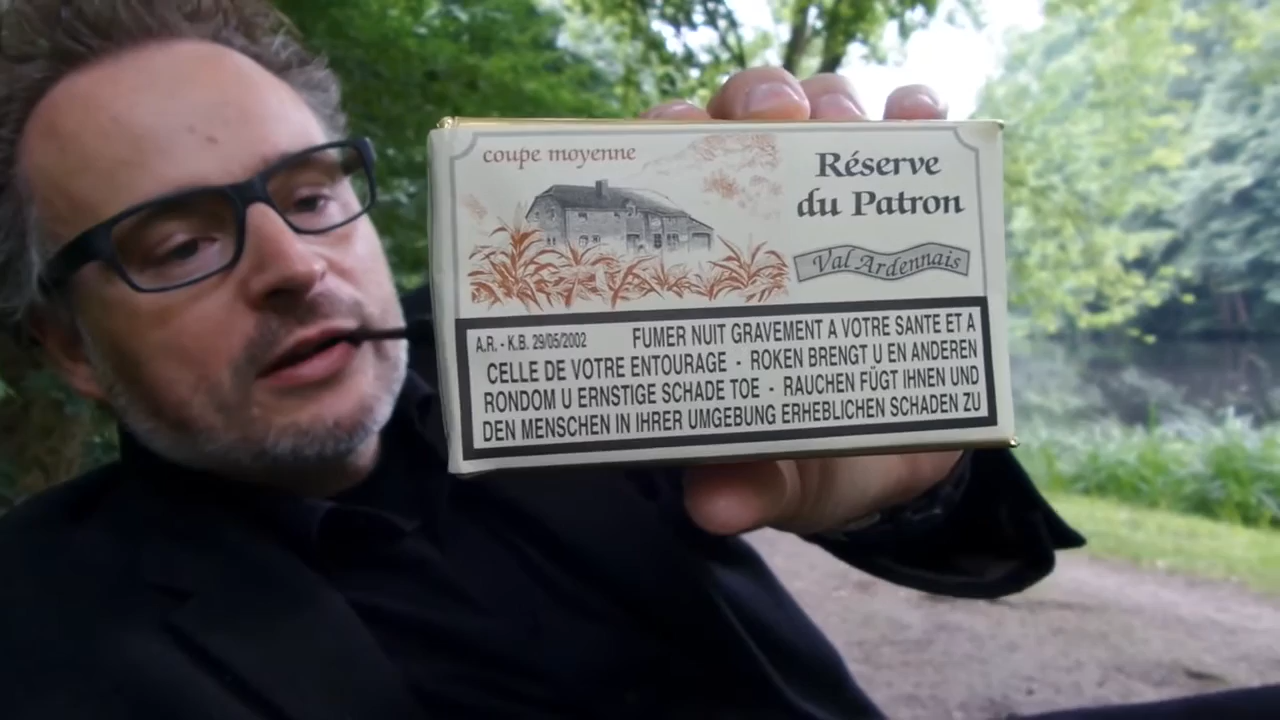 coupe moyenne
Réserve
du Patron
Val Ardennais
A.R. - K.B. 29/05/2002 FUMER NUIT GRAVEMENT A VOTRE SANTE ET A
CELLE DE VOTRE ENTOURAGE - ROKEN BRENGT U EN ANDEREN
RONDOM U ERNSTIGE SCHADE TOE - RAUCHEN FÜGT IHNEN UND
DEN MENSCHEN IN IHRER UMGEBUNG ERHEBLICHEN SCHADEN ZU